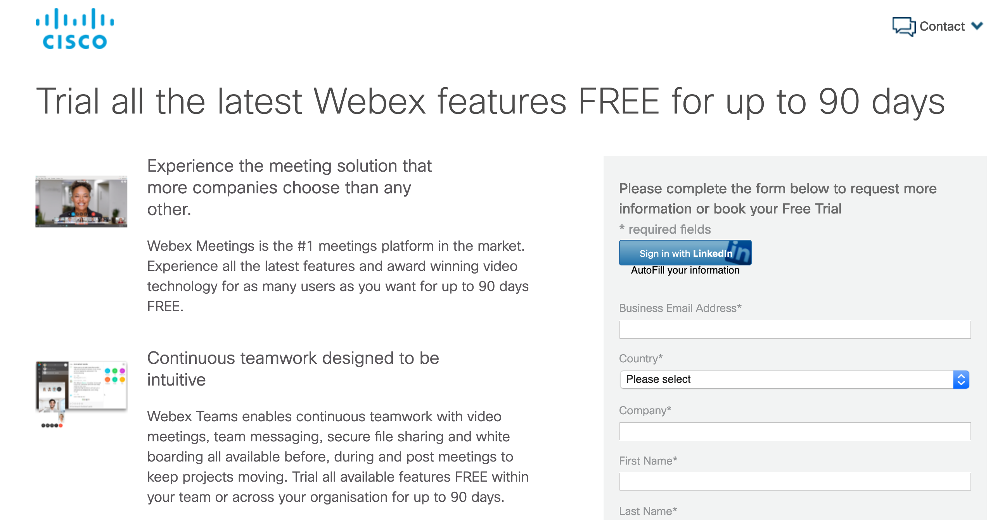 CISCO
Contact
Trial all the latest Webex features FREE for up to 90 days
Experience the meeting solution that
more companies choose than any
other.
Webex Meetings is the #1 meetings platform in the market.
Experience all the latest features and award winning video
technology for as many users as you want for up to 90 days
FREE.
Continuous teamwork designed to be
intuitive
Webex Teams enables continuous teamwork with video
meetings, team messaging, secure file sharing and white
boarding all available before, during and post meetings to
keep projects moving. Trial all available features FREE within
your team or across your organisation for up to 90 days.
Please complete the form below to request more
information or book your Free Trial
* required fields
Sign in with LinkedIn
in
AutoFill your information
Business Email Address*
Country*
Please select
Company*
First Name*
Last Name*